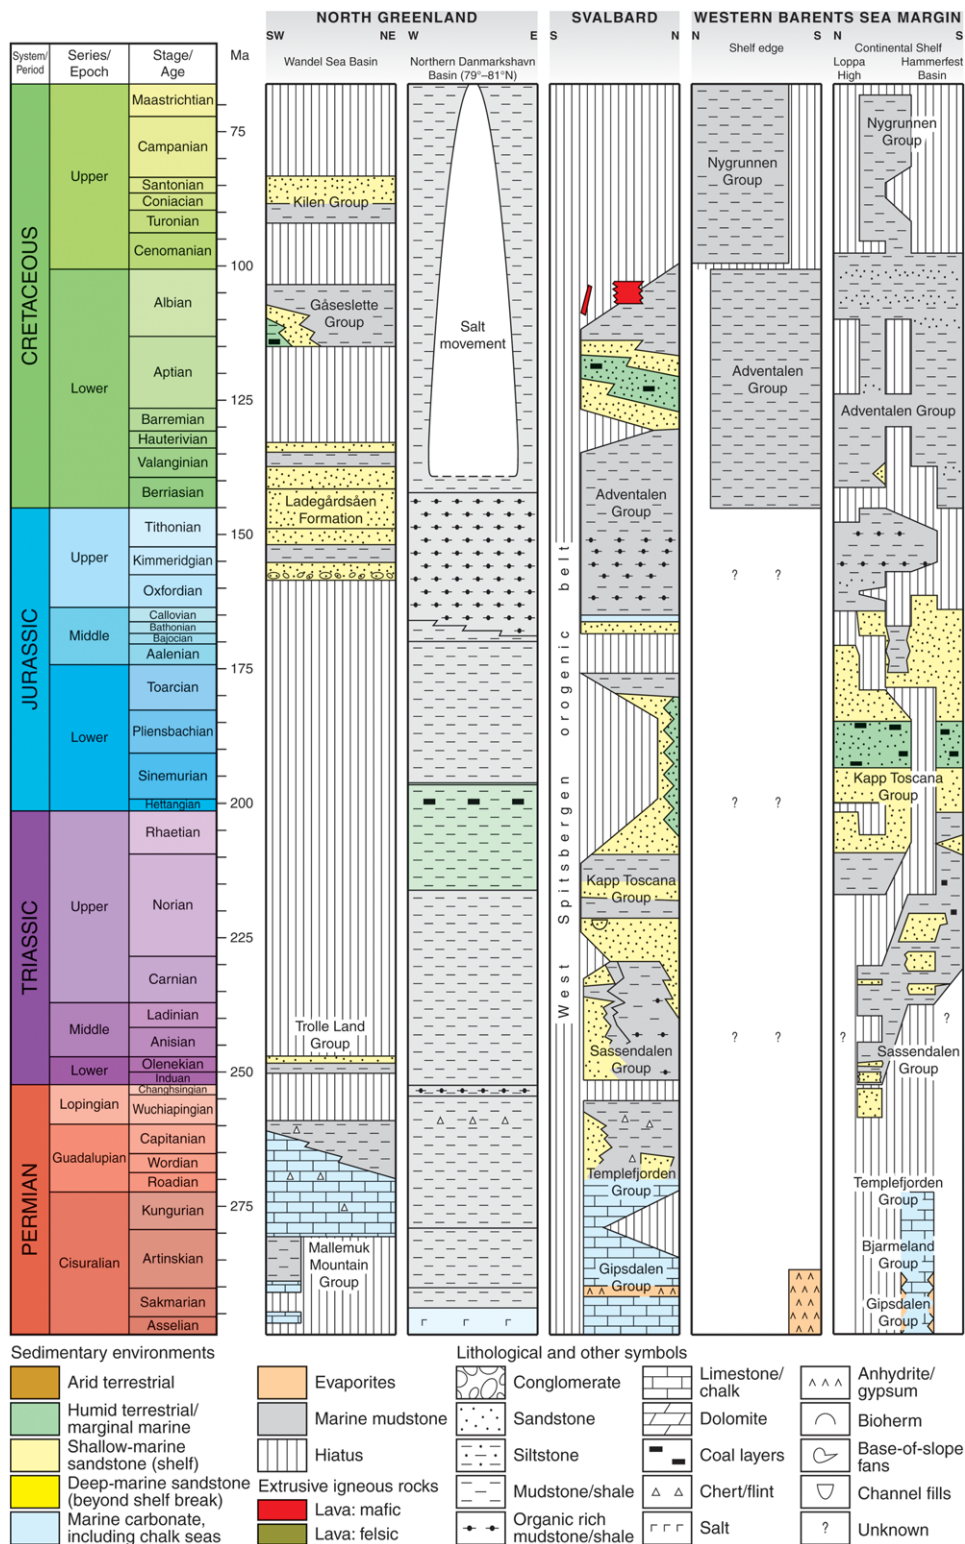 NORTH GREENLAND
SVALBARD
WESTERN BARENTS SEA MARGIN
SW
NE
W
E
S
N
N
S
N
S
Wandel Sea Basin
Northern Danmarkshavn
Basin (79°–81°N)
Shelf edge
Continental Shelf
Loppa
High
Hammerfest
Basin
System/
Period
Series/
Epoch
Stage/
Age
Ma
CRETACEOUS
JURASSIC
TRIASSIC
PERMIAN
Upper
Lower
Upper
Middle
Lower
Upper
Middle
Lower
Lopingian
Guadalupian
Cisuralian
Maastrichtian
Campanian
Santonian
Coniacian
Turonian
Cenomanian
Albian
Aptian
Barremian
Hauterivian
Valanginian
Berriasian
Tithonian
Kimmeridgian
Oxfordian
Callovian
Bathonian
Bajocian
Aalenian
Toarcian
Pliensbachian
Sinemurian
Hettangian
Rhaetian
Norian
Carnian
Ladinian
Anisian
Olenekian
Induan
Changhsingian
Wuchiapingian
Capitanian
Wordian
Roadian
Kungurian
Artinskian
Sakmarian
Asselian
75
100
125
150
175
200
225
250
275
Kilen Group
Gåseslette
Group
Ladegårdsåen
Formation
Trolle Land
Group
Mallemuk
Mountain
Group
Salt
movement
West Spitsbergen orogenic belt
Adventalen
Group
Kapp Toscana
Group
Sassendalen
Group
Templefjorden
Group
Gipsdalen
Group
Nygrunnen
Group
Adventalen
Group
? ?
? ?
? ?
Nygrunnen
Group
Adventalen Group
Kapp Toscana
Group
?
?
Sassendalen
Group
Templefjorden
Group
Bjarmeland
Group
Gipsdalen
Group
Sedimentary environments
Arid terrestrial
Humid terrestrial/
marginal marine
Shallow-marine
sandstone (shelf)
Deep-marine sandstone
(beyond shelf break)
Marine carbonate,
including chalk seas
Evaporites
Marine mudstone
Hiatus
Extrusive igneous rocks
Lava: mafic
Lava: felsic
Lithological and other symbols
Conglomerate
Sandstone
Siltstone
Mudstone/shale
Organic rich
mudstone/shale
Limestone/
chalk
Dolomite
Coal layers
Chert/flint
Salt
Anhydrite/
gypsum
Bioherm
Base-of-slope
fans
Channel fills
?
Unknown